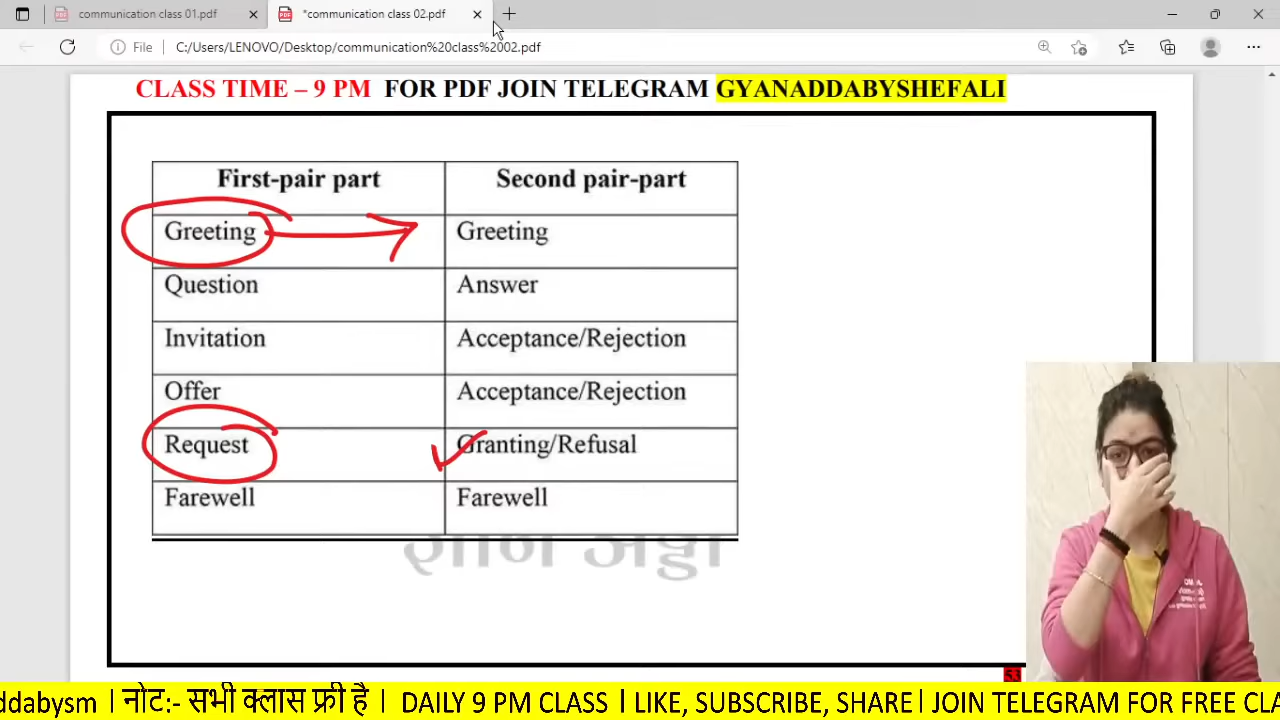 communication class 01.pdf
*communication class 02.pdf
File
C:/Users/LENOVO/Desktop/communication%20class%2002.pdf
CLASS TIME – 9 PM FOR PDF JOIN TELEGRAM GYANADDABYSHEFALI
First-pair part Second pair-part
Greeting Greeting
Question Answer
Invitation Acceptance/Rejection
Offer Acceptance/Rejection
Request Granting/Refusal
Farewell Farewell
ज्ञान अड्डा
53
ddabysm । नोट:- सभी क्लास फ्री है । DAILY 9 PM CLASS । LIKE, SUBSCRIBE, SHARE। JOIN TELEGRAM FOR FREE CLA